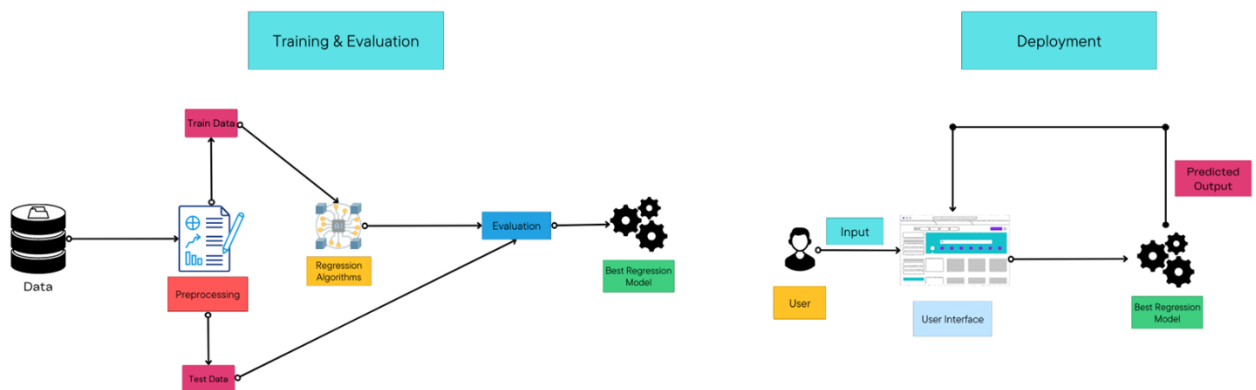 Training & Evaluation
Deployment
Train Data
Data
Preprocessing
Regression
Algorithms
Evaluation
Best Regression
Model
Test Data
Predicted
Output
Input
User
User Interface
Best Regression
Model